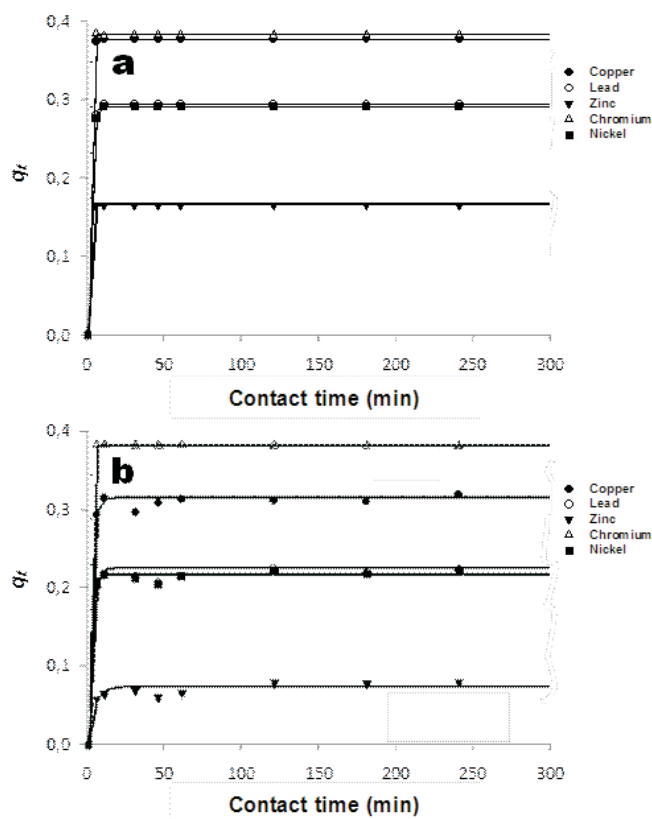 0,4
a
0,3
0,2
0,1
0,0
qt
0 50 100 150 200 250 300
Contact time (min)
Copper
Lead
Zinc
Chromium
Nickel
0,4
b
0,3
0,2
0,1
0,0
qt
0 50 100 150 200 250 300
Contact time (min)
Copper
Lead
Zinc
Chromium
Nickel